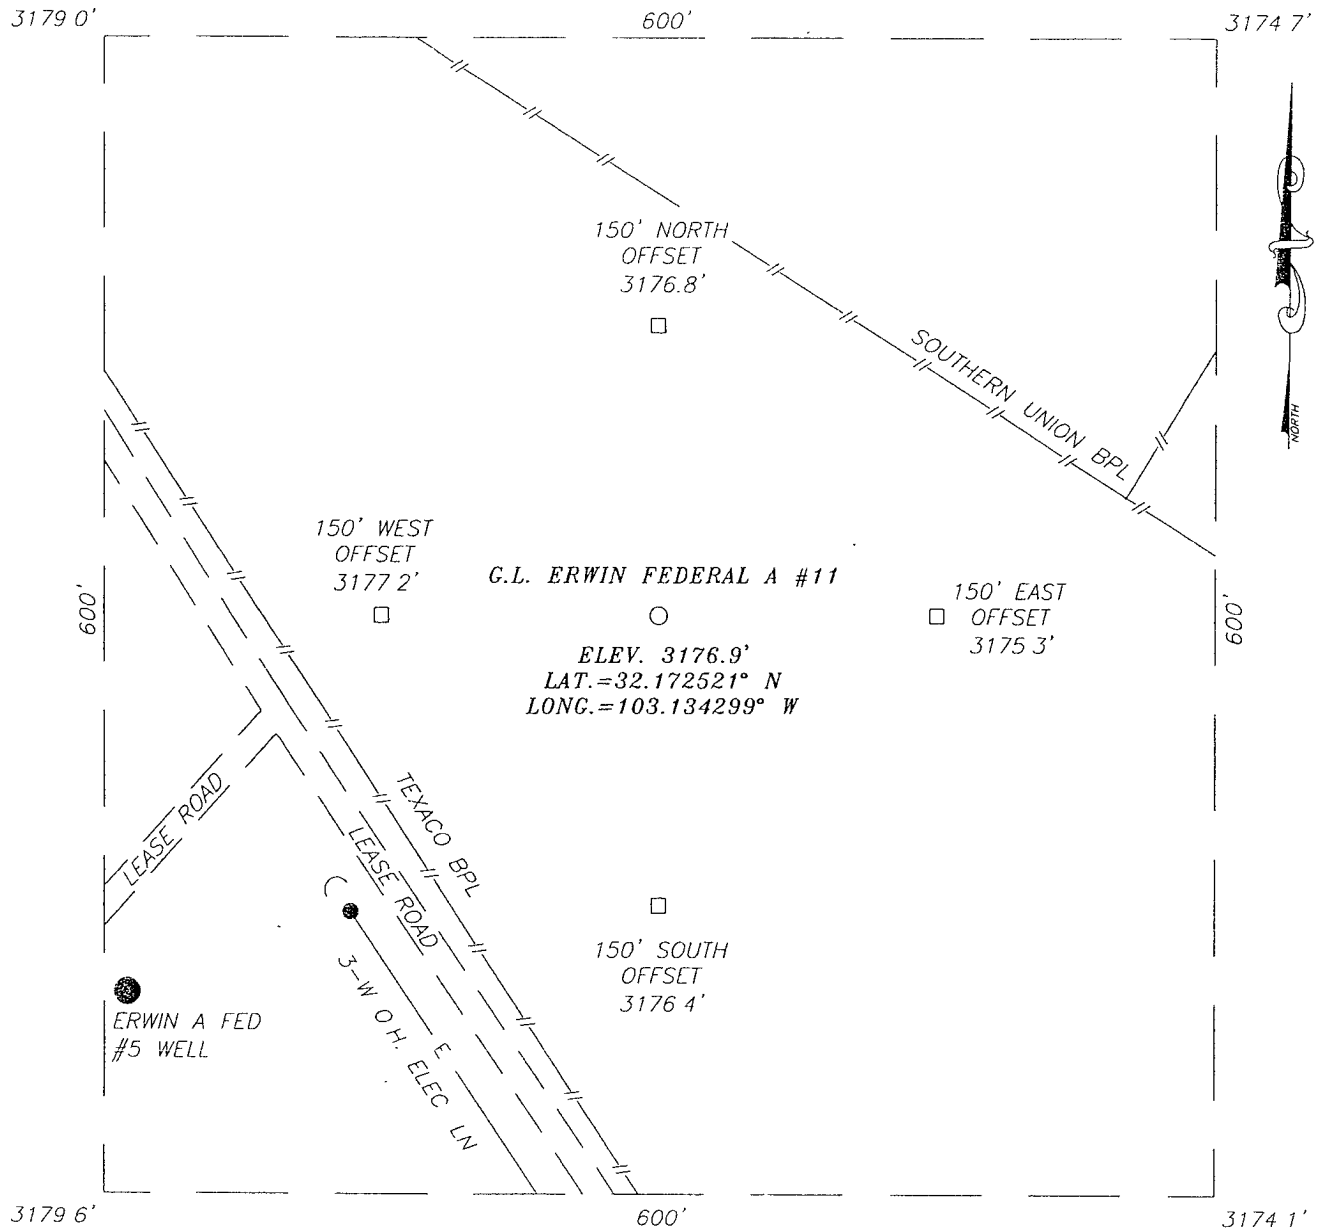 3179 0'
600'
3174 7'
150' NORTH
OFFSET
3176.8'
SOUTHERN UNION BPL
NORTH
150' WEST
OFFSET
3177 2'
G.L. ERWIN FEDERAL A #11
150' EAST
OFFSET
3175 3'
600'
600'
ELEV. 3176.9'
LAT.=32.172521° N
LONG.=103.134299° W
LEASE ROAD
TEXACO BPL
LEASE ROAD
3-W O H. ELEC LN
E
150' SOUTH
OFFSET
3176 4'
ERWIN A FED
#5 WELL
3179 6'
600'
3174 1'